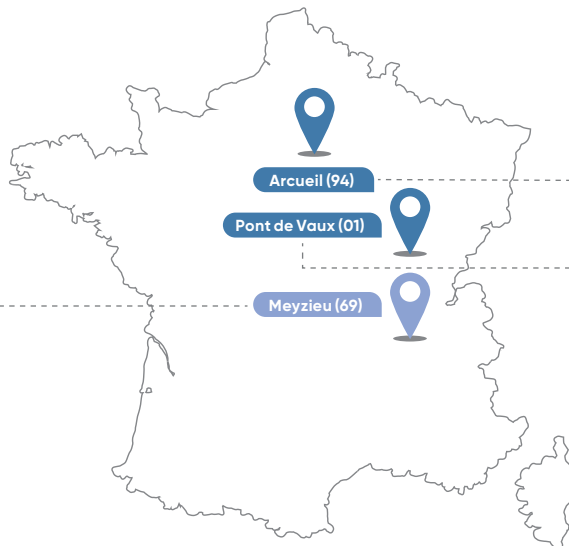 Arcueil (94)
Pont de Vaux (01)
Meyzieu (69)